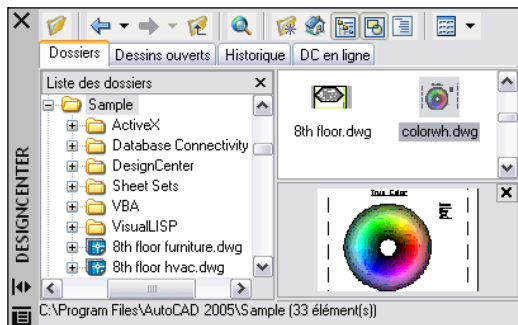 Dossiers Dessins ouverts Historique DC en ligne
Liste des dossiers
Sample
ActiveX
Database Connectivity
DesignCenter
Sheet Sets
VBA
VisualLISP
8th floor furniture.dwg
8th floor hvac.dwg
8th floor.dwg colorwh.dwg
True Color
DESIGNCENTER
C:\Program Files\AutoCAD 2005\Sample (33 élément(s))